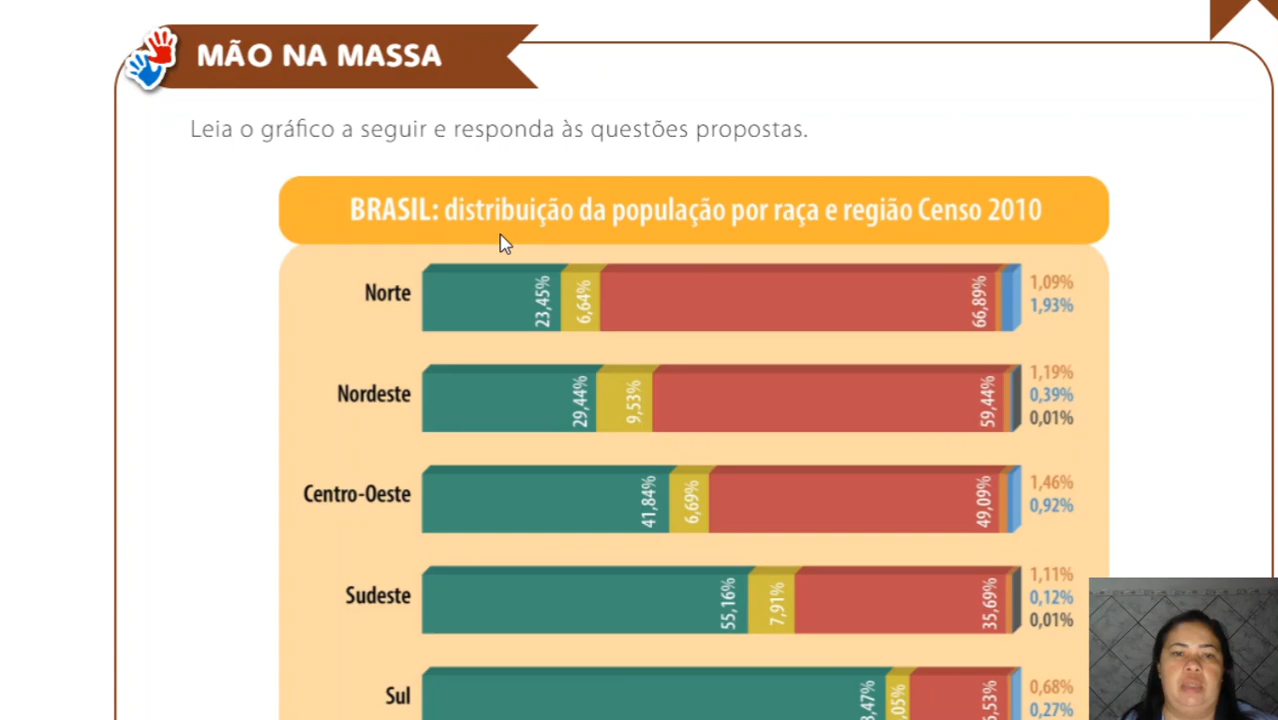 MÃO NA MASSA
Leia o gráfico a seguir e responda às questões propostas.
BRASIL: distribuição da população por raça e região Censo 2010
Norte 23,45% 6,64% 66,89% 1,09%
1,93%
Nordeste 29,44% 9,53% 59,44% 1,19%
0,39%
0,01%
Centro-Oeste 41,84% 6,69% 49,09% 1,46%
0,92%
Sudeste 55,16% 7,91% 35,69% 1,11%
0,12%
0,01%
Sul 0,68%
0,27%